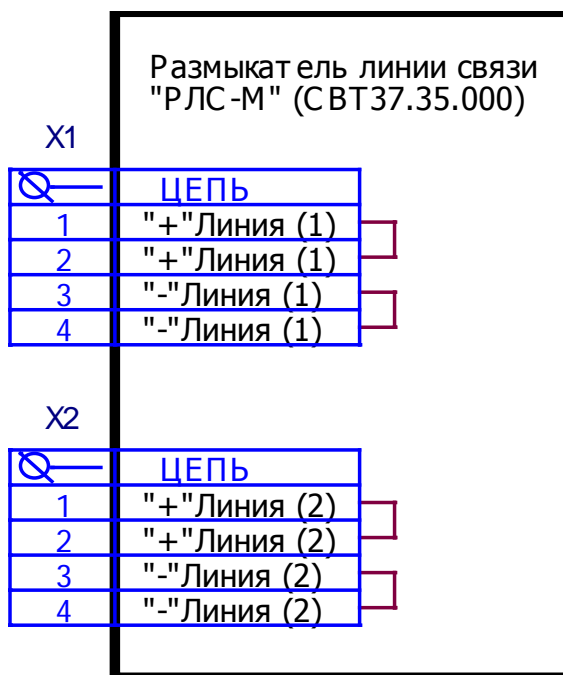 Размыкатель линии связи
"РЛС-М" (СВТ37.35.000)
X1
ЦЕПЬ
1 "+"Линия (1)
2 "+"Линия (1)
3 "-"Линия (1)
4 "-"Линия (1)
X2
ЦЕПЬ
1 "+"Линия (2)
2 "+"Линия (2)
3 "-"Линия (2)
4 "-"Линия (2)